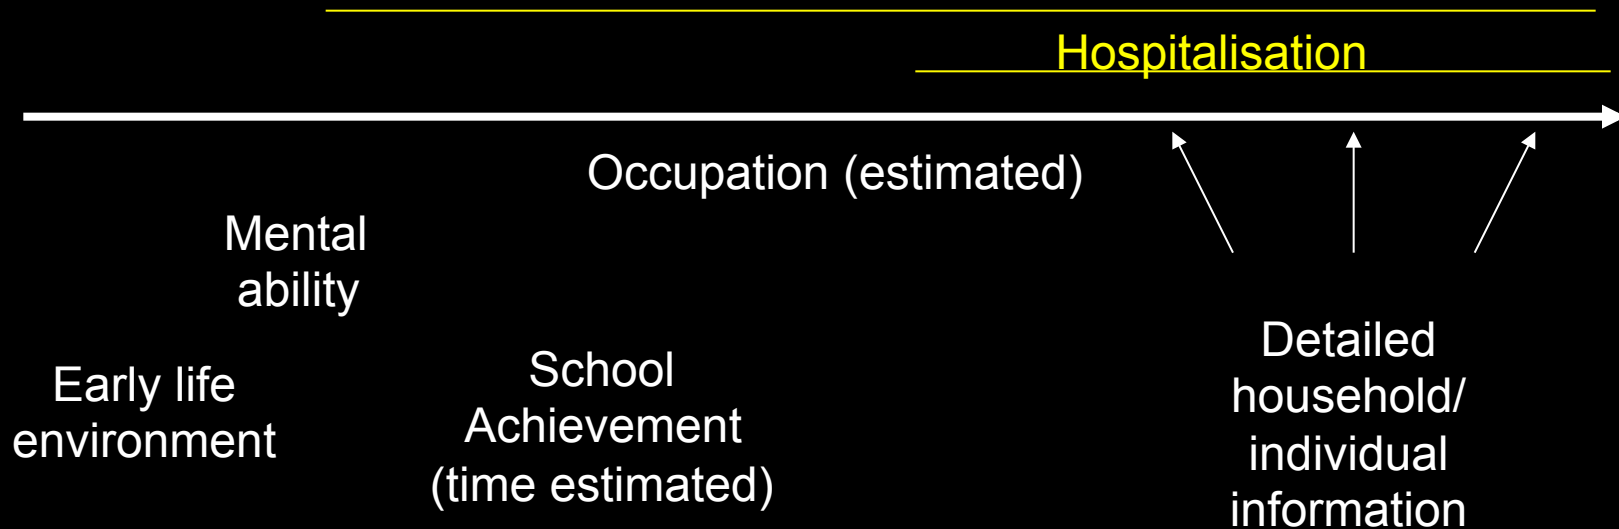 Hospitalisation
Occupation (estimated)
Mental
ability
Early life
environment
School
Achievement
(time estimated)
Detailed
household/
individual
information